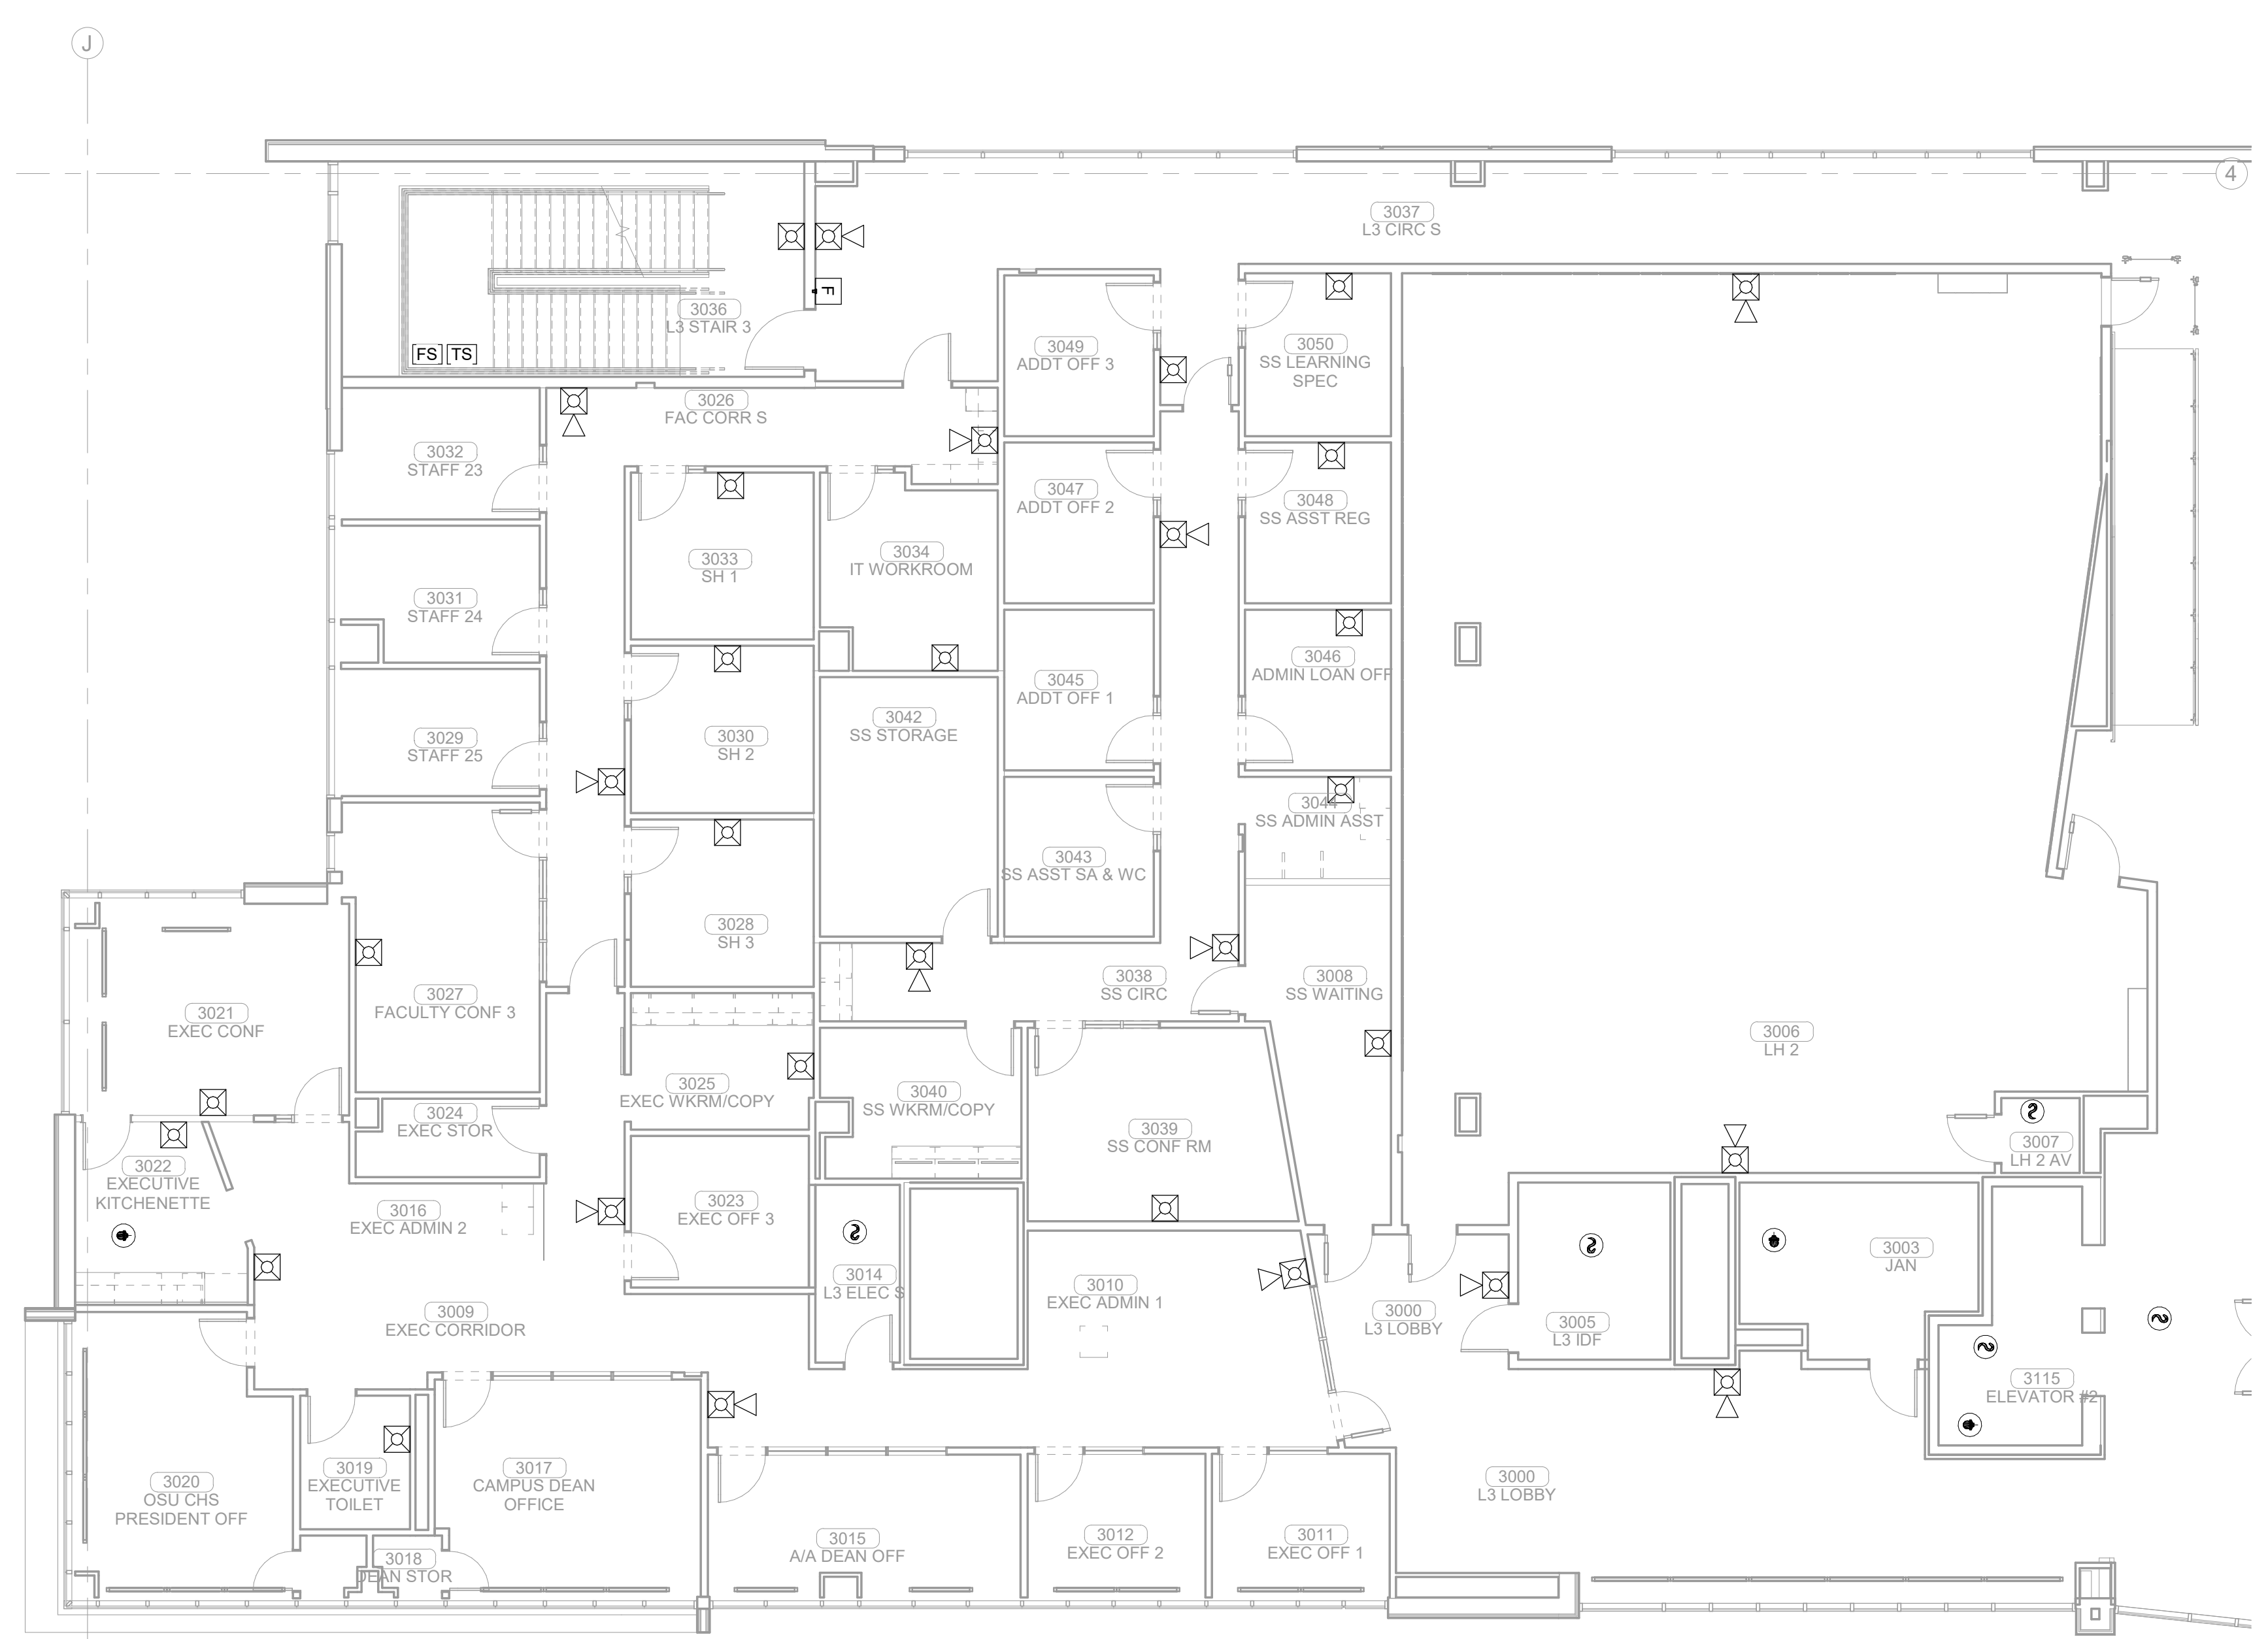 J
4
3037
L3 CIRC S
3036
L3 STAIR 3
F
FS TS
3049
ADDT OFF 3
3050
SS LEARNING
SPEC
3026
FAC CORR S
3032
STAFF 23
3047
ADDT OFF 2
3048
SS ASST REG
3033
SH 1
3034
IT WORKROOM
3031
STAFF 24
3045
ADDT OFF 1
3046
ADMIN LOAN OFF
3029
STAFF 25
3030
SH 2
3042
SS STORAGE
3044
SS ADMIN ASST
3043
SS ASST SA & WC
3028
SH 3
3027
FACULTY CONF 3
3021
EXEC CONF
3038
SS CIRC
3008
SS WAITING
3006
LH 2
3025
EXEC WKRM/COPY
3040
SS WKRM/COPY
3024
EXEC STOR
3039
SS CONF RM
3007
LH 2 AV
3022
EXECUTIVE
KITCHENETTE
3016
EXEC ADMIN 2
3023
EXEC OFF 3
3014
L3 ELEC S
3010
EXEC ADMIN 1
3003
JAN
3009
EXEC CORRIDOR
3000
L3 LOBBY
3005
L3 IDF
3115
ELEVATOR #2
3020
OSU CHS
PRESIDENT OFF
3019
EXECUTIVE
TOILET
3017
CAMPUS DEAN
OFFICE
3000
L3 LOBBY
3018
DEAN STOR
3015
A/A DEAN OFF
3012
EXEC OFF 2
3011
EXEC OFF 1